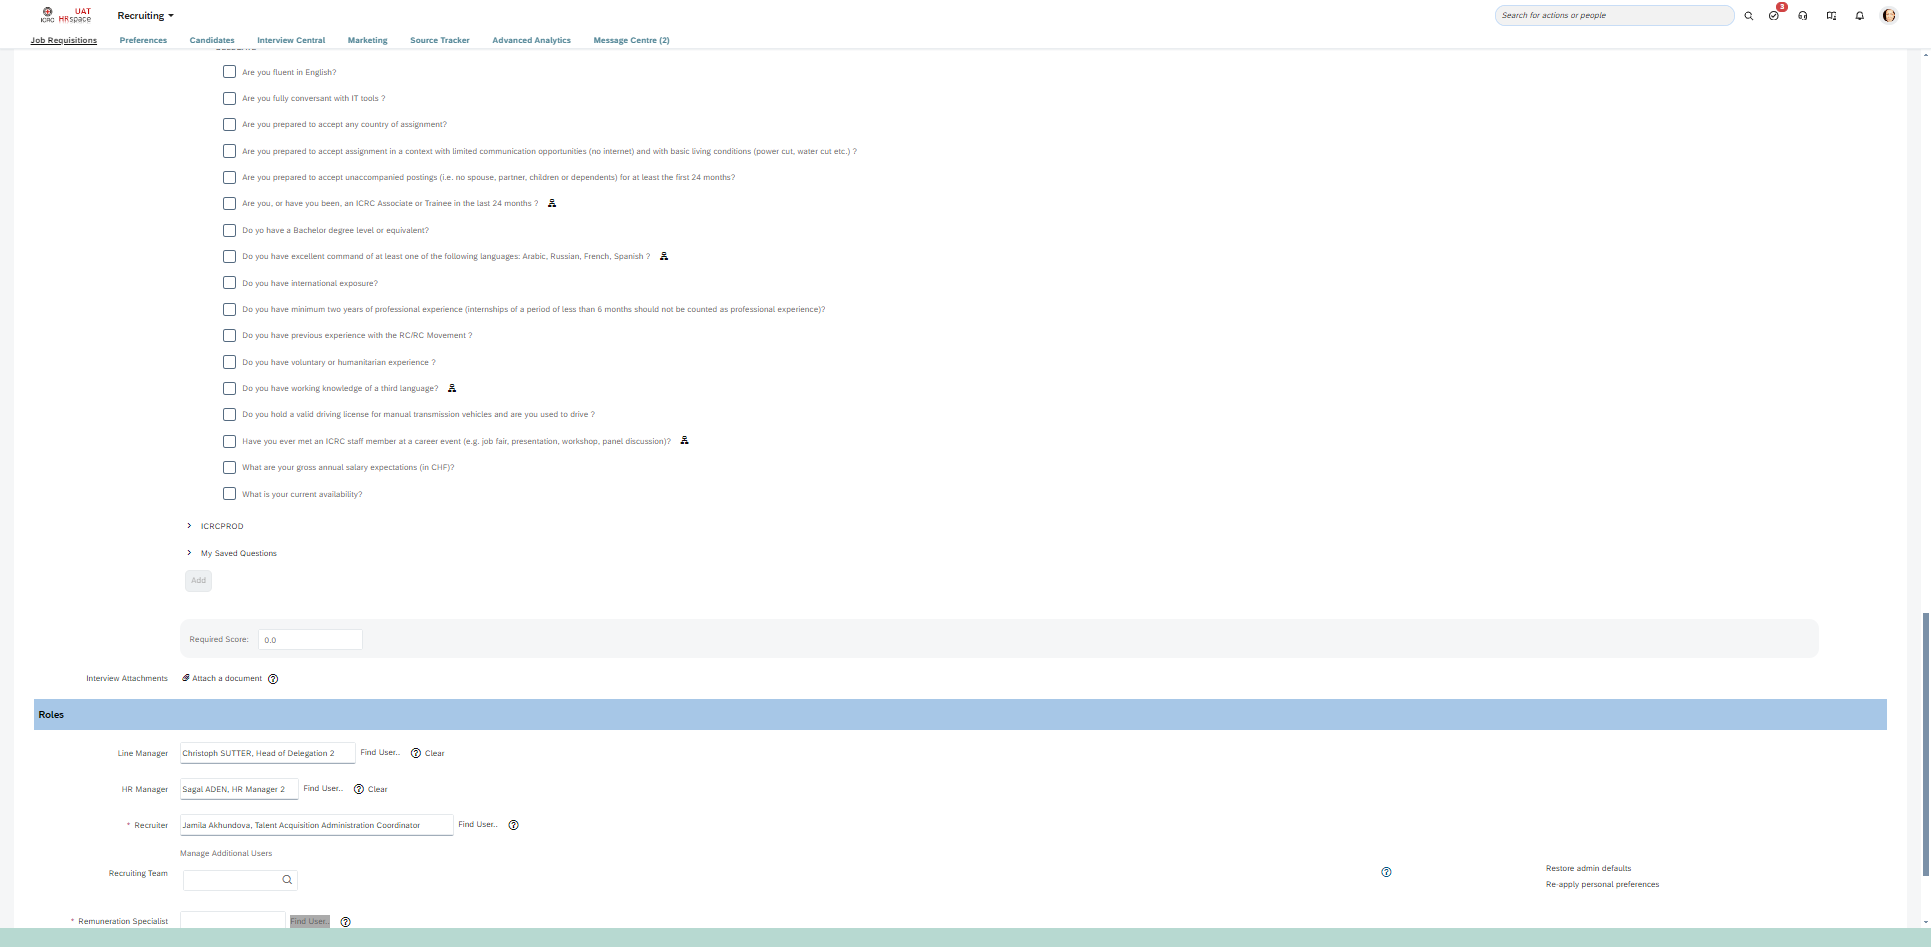 ICRC UAT HRspace
Recruiting
Search for actions or people
3
Job Requisitions Preferences Candidates Interview Central Marketing Source Tracker Advanced Analytics Message Centre (2)
Are you fluent in English?
Are you fully conversant with IT tools ?
Are you prepared to accept any country of assignment?
Are you prepared to accept assignment in a context with limited communication opportunities (no internet) and with basic living conditions (power cut, water cut etc.) ?
Are you prepared to accept unaccompanied postings (i.e. no spouse, partner, children or dependents) for at least the first 24 months?
Are you, or have you been, an ICRC Associate or Trainee in the last 24 months ?
Do yo have a Bachelor degree level or equivalent?
Do you have excellent command of at least one of the following languages: Arabic, Russian, French, Spanish ?
Do you have international exposure?
Do you have minimum two years of professional experience (internships of a period of less than 6 months should not be counted as professional experience)?
Do you have previous experience with the RC/RC Movement ?
Do you have voluntary or humanitarian experience ?
Do you have working knowledge of a third language?
Do you hold a valid driving license for manual transmission vehicles and are you used to drive ?
Have you ever met an ICRC staff member at a career event (e.g. job fair, presentation, workshop, panel discussion)?
What are your gross annual salary expectations (in CHF)?
What is your current availability?
ICRCPROD
My Saved Questions
Add
Required Score: 0.0
Interview Attachments Attach a document
Roles
Line Manager Christoph SUTTER, Head of Delegation 2 Find User.. Clear
HR Manager Sagal ADEN, HR Manager 2 Find User.. Clear
* Recruiter Jamila Akhundova, Talent Acquisition Administration Coordinator Find User..
Manage Additional Users
Recruiting Team
Restore admin defaults
Re-apply personal preferences
* Remuneration Specialist Find User..